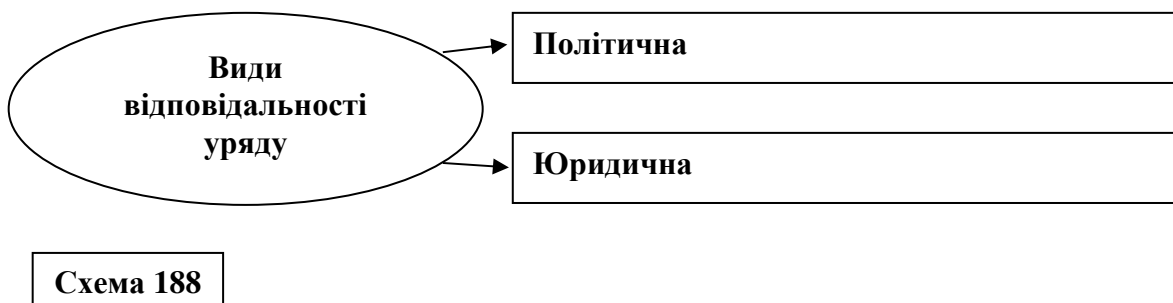 Види
відповідальності
уряду
Політична
Юридична
Схема 188